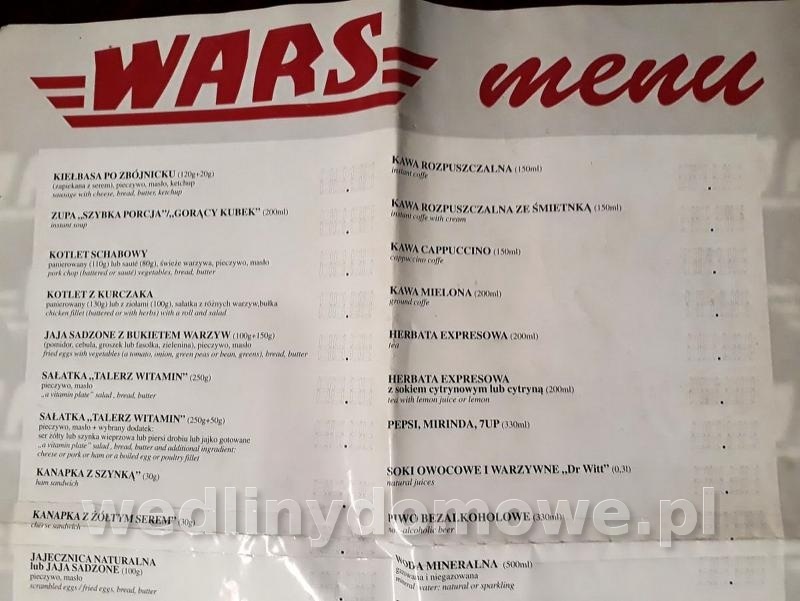 WARS menu
KIEŁBASA PO ZBÓJNICKU (120g+20g)
(zapiekana z serem), pieczywo, masło, ketchup
sausage with cheese, bread, butter, ketchup
ZUPA „SZYBKA PORCJA"/„GORĄCY KUBEK" (200ml)
instant soup
KOTLET SCHABOWY
panierowany (110g) lub sauté (80g), świeże warzywa, pieczywo, masło
pork chop (battered or sauté) vegetables, bread, butter
KOTLET Z KURCZAKA
panierowany (130g) lub z ziołami (100g), sałatka z różnych warzyw,bułka
chicken fillet (battered or with herbs) with a roll and salad
JAJA SADZONE Z BUKIETEM WARZYW (100g+150g)
(pomidor, cebula, groszek lub fasolka, zielenina), pieczywo, masło
fried eggs with vegetables (a tomato, onion, green peas or bean, greens), bread, butter
SAŁATKA „TALERZ WITAMIN" (250g)
pieczywo, masło
„a vitamin plate" salad , bread, butter
SAŁATKA „TALERZ WITAMIN" (250g+50g)
pieczywo, masło + wybrany dodatek:
ser żółty lub szynka wieprzowa lub piersi drobiu lub jajko gotowane
„a vitamin plate" salad , bread, butter and additional ingredient:
cheese or pork or ham or a boiled egg or poultry fillet
KANAPKA Z SZYNKĄ" (30g)
ham sandwich
KANAPKA Z ŻÓŁTYM SEREM" (30g)
cheese sandwich
JAJECZNICA NATURALNA
lub JAJA SADZONE (100g)
pieczywo, masło
scrambled eggs / fried eggs, bread, butter
KAWA ROZPUSZCZALNA (150ml)
instant coffe
KAWA ROZPUSZCZALNA ZE ŚMIETNKĄ (150ml)
instant coffe with cream
KAWA CAPPUCCINO (150ml)
cappuccino coffe
KAWA MIELONA (200ml)
ground coffe
HERBATA EXPRESOWA (200ml)
tea
HERBATA EXPRESOWA
z sokiem cytrynowym lub cytryną (200ml)
tea with lemon juice or lemon
PEPSI, MIRINDA, 7UP (330ml)
SOKI OWOCOWE I WARZYWNE „Dr Witt" (0,3l)
natural juices
PIWO BEZALKOHOLOWE (330ml)
non-alcoholic beer
WODA MINERALNA (500ml)
gazowana i niegazowana
mineral water: natural or sparkling
wedlinydomowe.pl